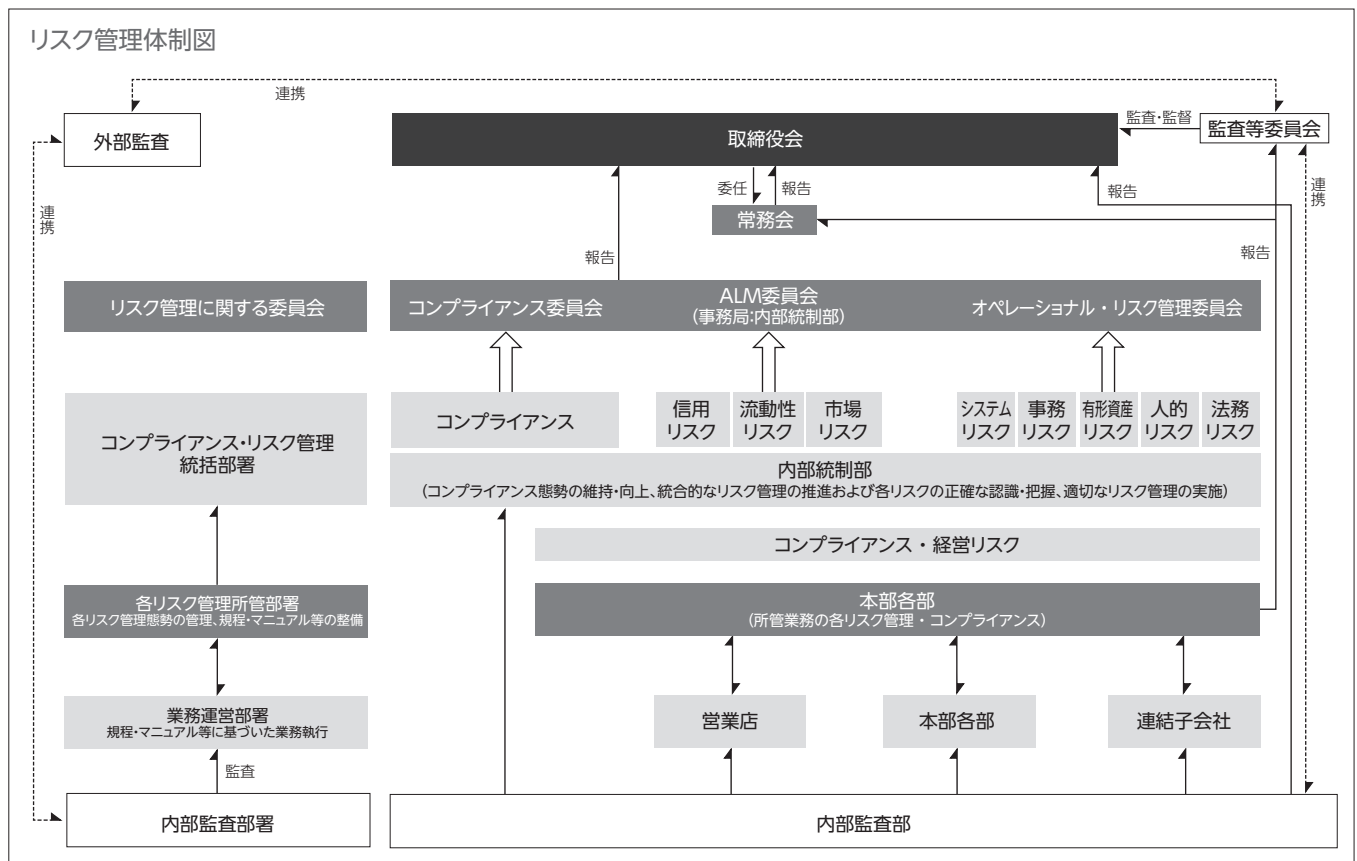 リスク管理体制図
連携
外部監査
取締役会
監査・監督
監査等委員会
委任
報告
報告
連携
連携
常務会
報告
報告
リスク管理に関する委員会
コンプライアンス委員会
ALM委員会
(事務局:内部統制部)
オペレーショナル・リスク管理委員会
コンプライアンス・リスク管理
統括部署
コンプライアンス
信用
リスク
流動性
リスク
市場
リスク
システム
リスク
事務
リスク
有形資産
リスク
人的
リスク
法務
リスク
内部統制部
(コンプライアンス態勢の維持・向上、統合的なリスク管理の推進および各リスクの正確な認識・把握、適切なリスク管理の実施)
コンプライアンス・経営リスク
各リスク管理所管部署
各リスク管理態勢の管理、規程・マニュアル等の整備
本部各部
(所管業務の各リスク管理・コンプライアンス)
業務運営部署
規程・マニュアル等に基づいた業務執行
営業店
本部各部
連結子会社
監査
内部監査部署
内部監査部